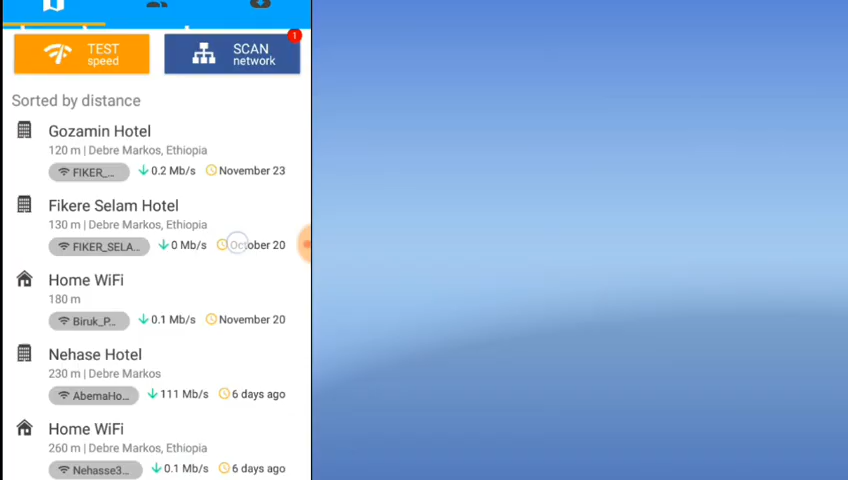 TEST
speed
SCAN
network
1
Sorted by distance
Gozamin Hotel
120 m | Debre Markos, Ethiopia
FIKER_... 0.2 Mb/s November 23
Fikere Selam Hotel
130 m | Debre Markos, Ethiopia
FIKER_SELA... 0 Mb/s October 20
Home WiFi
180 m
Biruk_P... 0.1 Mb/s November 20
Nehase Hotel
230 m | Debre Markos
AbemaHo... 111 Mb/s 6 days ago
Home WiFi
260 m | Debre Markos, Ethiopia
Nehasse3... 0.1 Mb/s 6 days ago